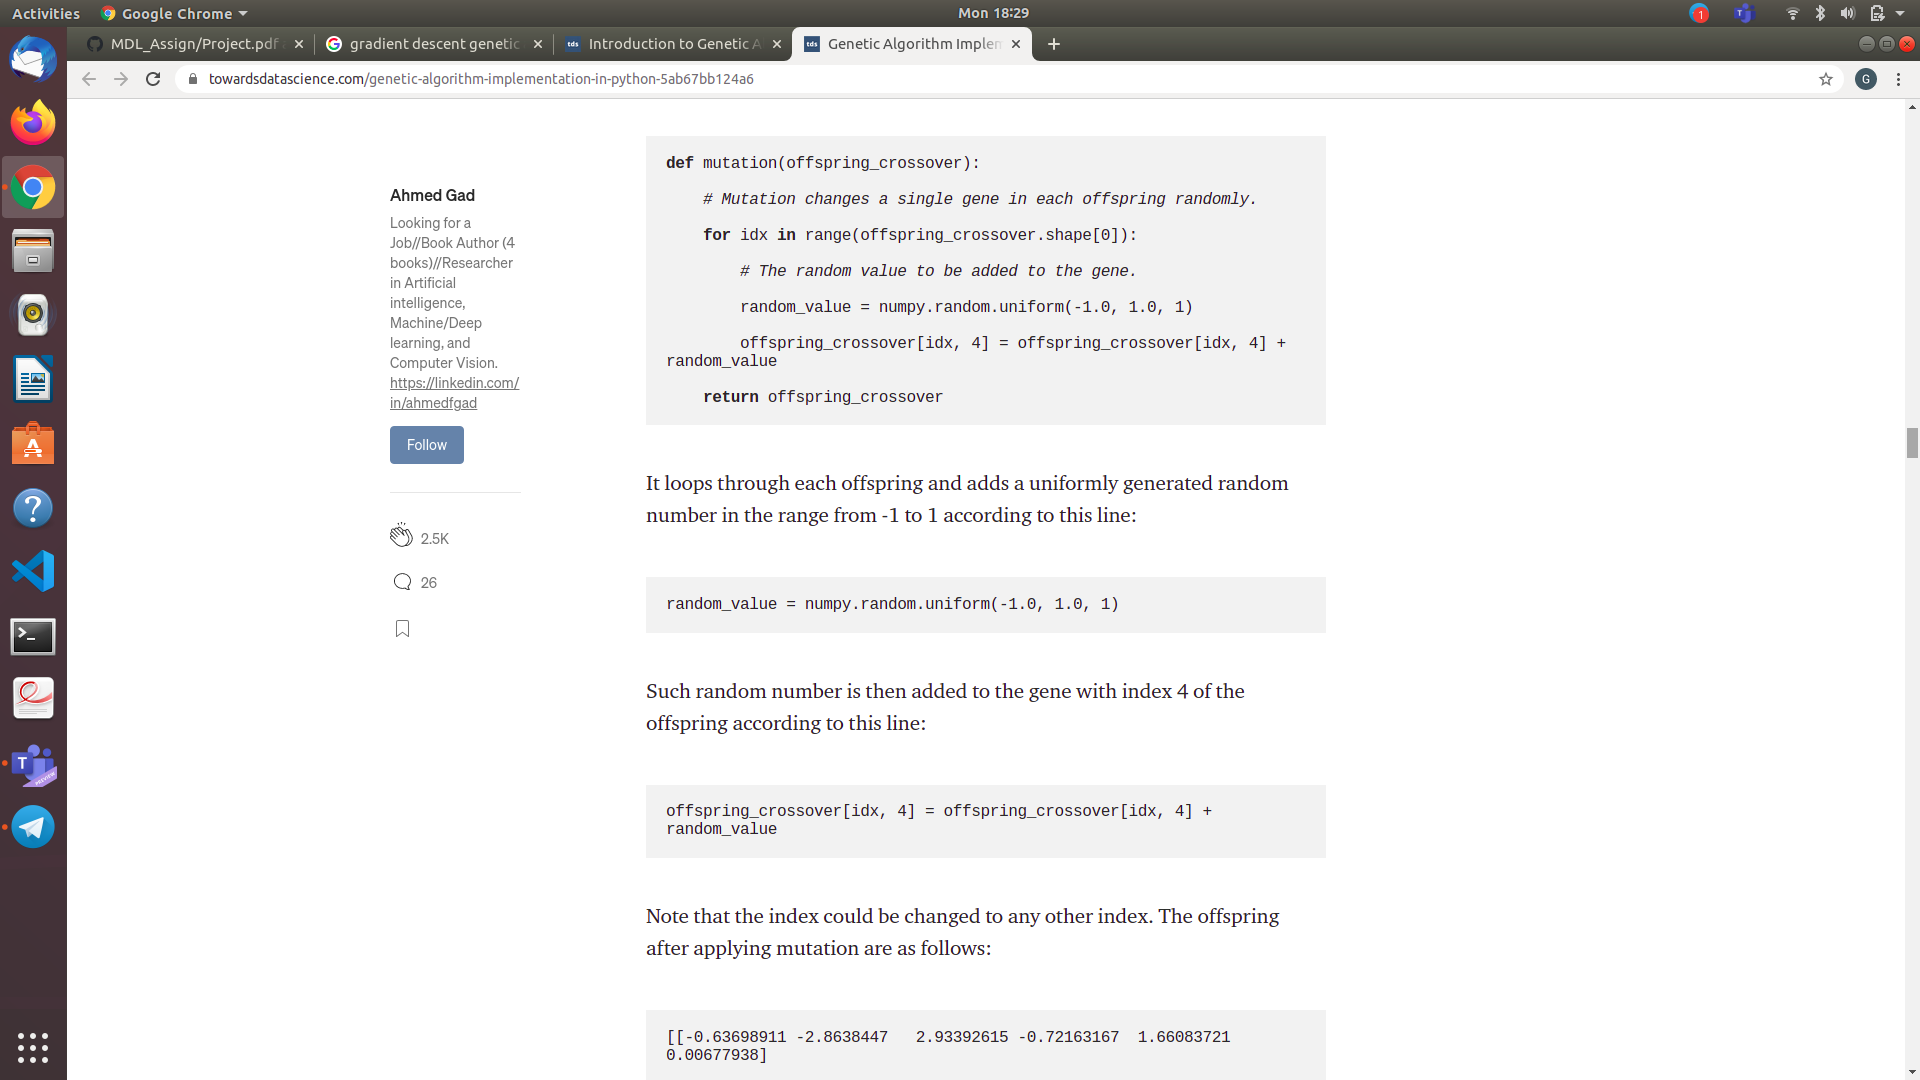 Activities
Google Chrome
Mon 18:29
1
MDL_Assign/Project.pdf
gradient descent genetic
Introduction to Genetic A
Genetic Algorithm Implem
towardsdatascience.com/genetic-algorithm-implementation-in-python-5ab67bb124a6
G
Ahmed Gad
Looking for a
Job//Book Author (4
books)//Researcher
in Artificial
intelligence,
Machine/Deep
learning, and
Computer Vision.
https://linkedin.com/
in/ahmedfgad
Follow
2.5K
26
def mutation(offspring_crossover):
# Mutation changes a single gene in each offspring randomly.
for idx in range(offspring_crossover.shape[0]):
# The random value to be added to the gene.
random_value = numpy.random.uniform(-1.0, 1.0, 1)
offspring_crossover[idx, 4] = offspring_crossover[idx, 4] +
random_value
return offspring_crossover
It loops through each offspring and adds a uniformly generated random
number in the range from -1 to 1 according to this line:
random_value = numpy.random.uniform(-1.0, 1.0, 1)
Such random number is then added to the gene with index 4 of the
offspring according to this line:
offspring_crossover[idx, 4] = offspring_crossover[idx, 4] +
random_value
Note that the index could be changed to any other index. The offspring
after applying mutation are as follows:
[[-0.63698911 -2.8638447   2.93392615 -0.72163167  1.66083721
0.00677938]